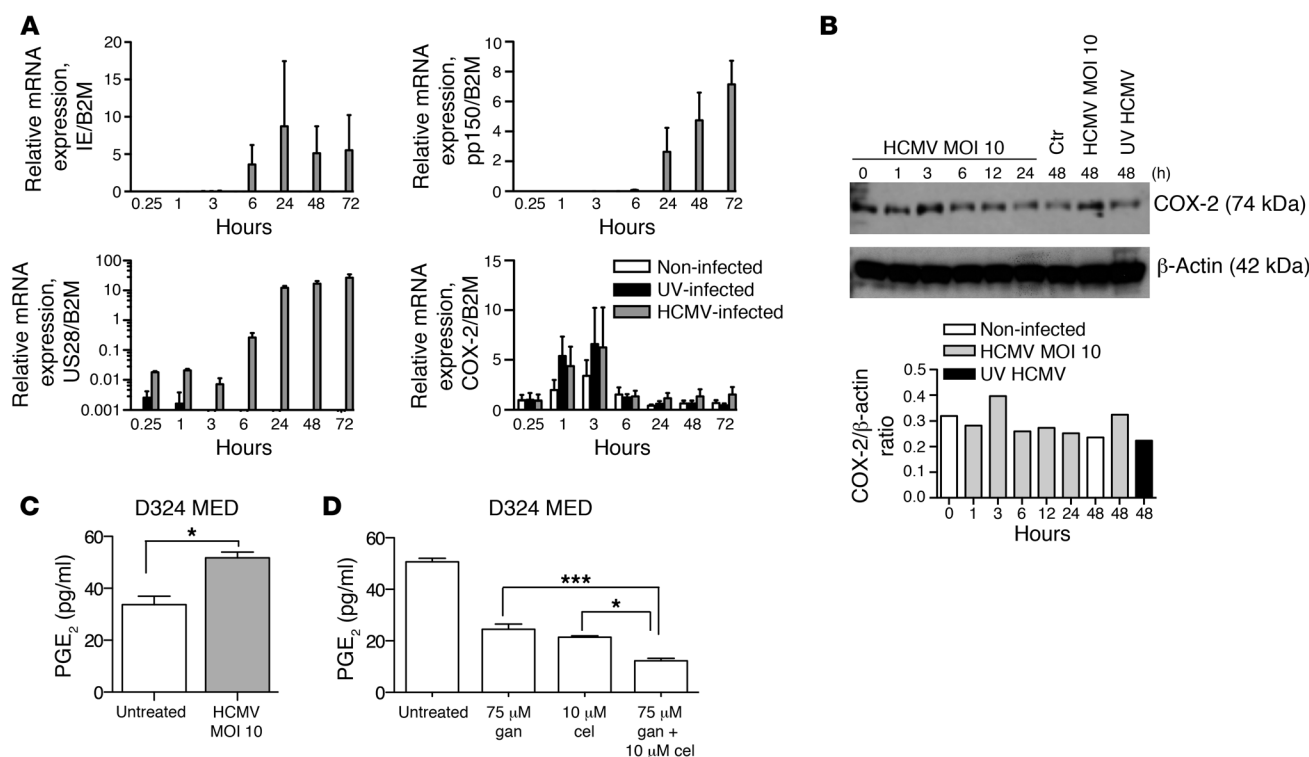 A
Relative mRNA
expression,
IE/B2M
20
15
10
5
0
0.25 1 3 6 24 48 72
Hours
Relative mRNA
expression,
pp150/B2M
10
8
6
4
2
0
0.25 1 3 6 24 48 72
Hours
Relative mRNA
expression,
US28/B2M
100
10
1
0.1
0.01
0.001
0.25 1 3 6 24 48 72
Hours
Relative mRNA
expression,
COX-2/B2M
15
10
5
0
Non-infected
UV-infected
HCMV-infected
0.25 1 3 6 24 48 72
Hours
B
HCMV MOI 10
Ctr
HCMV MOI 10
UV HCMV
0 1 3 6 12 24 48 48 48 (h)
COX-2 (74 kDa)
β-Actin (42 kDa)
Non-infected
HCMV MOI 10
UV HCMV
COX-2/β-actin
ratio
0.5
0.4
0.3
0.2
0.1
0.0
0 1 3 6 12 24 48 48 48
Hours
C
D324 MED
PGE2 (pg/ml)
60
40
20
0
*
Untreated
HCMV
MOI 10
D
D324 MED
PGE2 (pg/ml)
60
40
20
0
***
*
Untreated
75 μM
gan
10 μM
cel
75 μM
gan +
10 μM cel